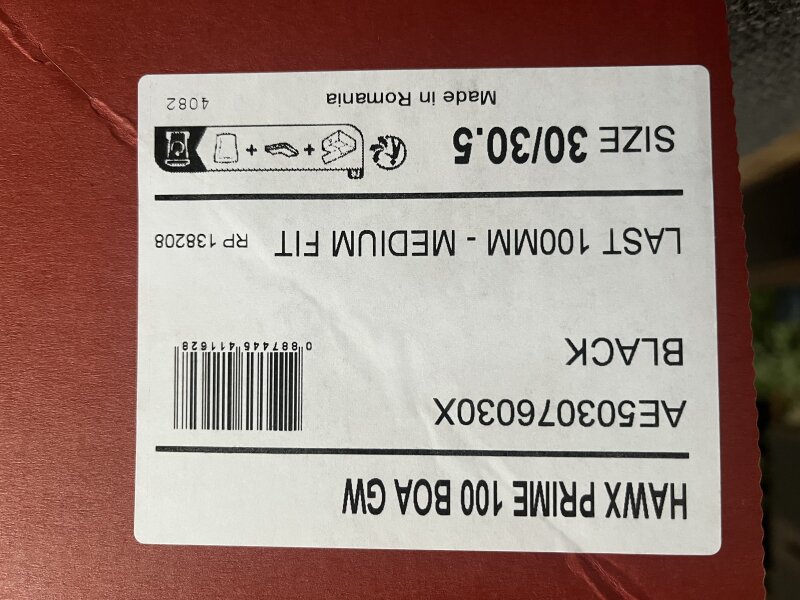 HAWX PRIME 100 BOA GW
AE503076030X
BLACK
0 887445 411628
LAST 100MM - MEDIUM FIT RP 138208
SIZE 30/30.5
Made in Romania 4082